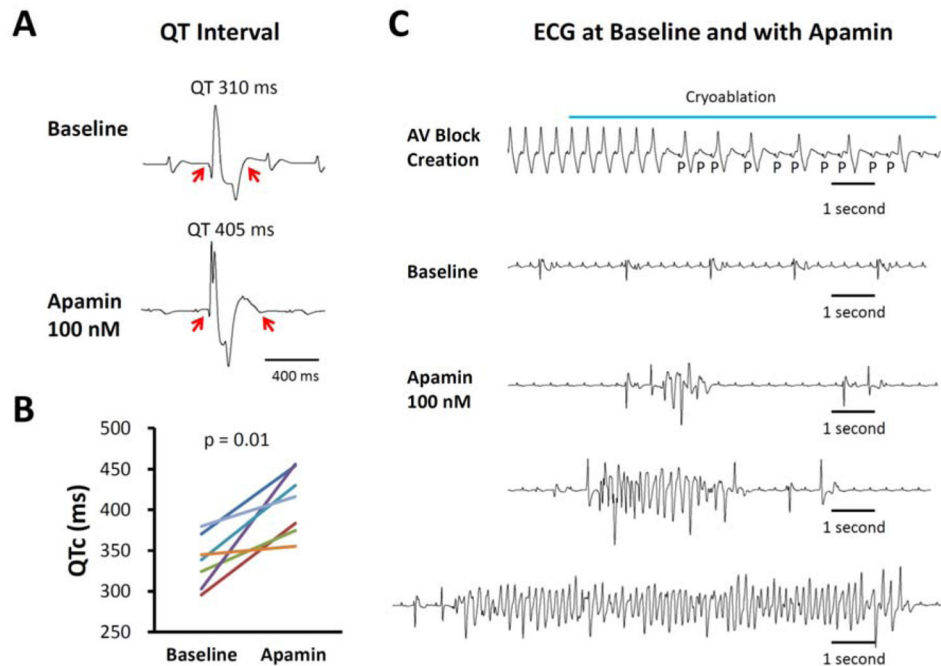 A
QT Interval
QT 310 ms
Baseline
QT 405 ms
Apamin
100 nM
400 ms
B
500
450
400
350
300
250
QTc (ms)
p = 0.01
Baseline Apamin
C
ECG at Baseline and with Apamin
Cryoablation
AV Block
Creation
P P P P P P P P P P
1 second
Baseline
1 second
Apamin
100 nM
1 second
1 second
1 second